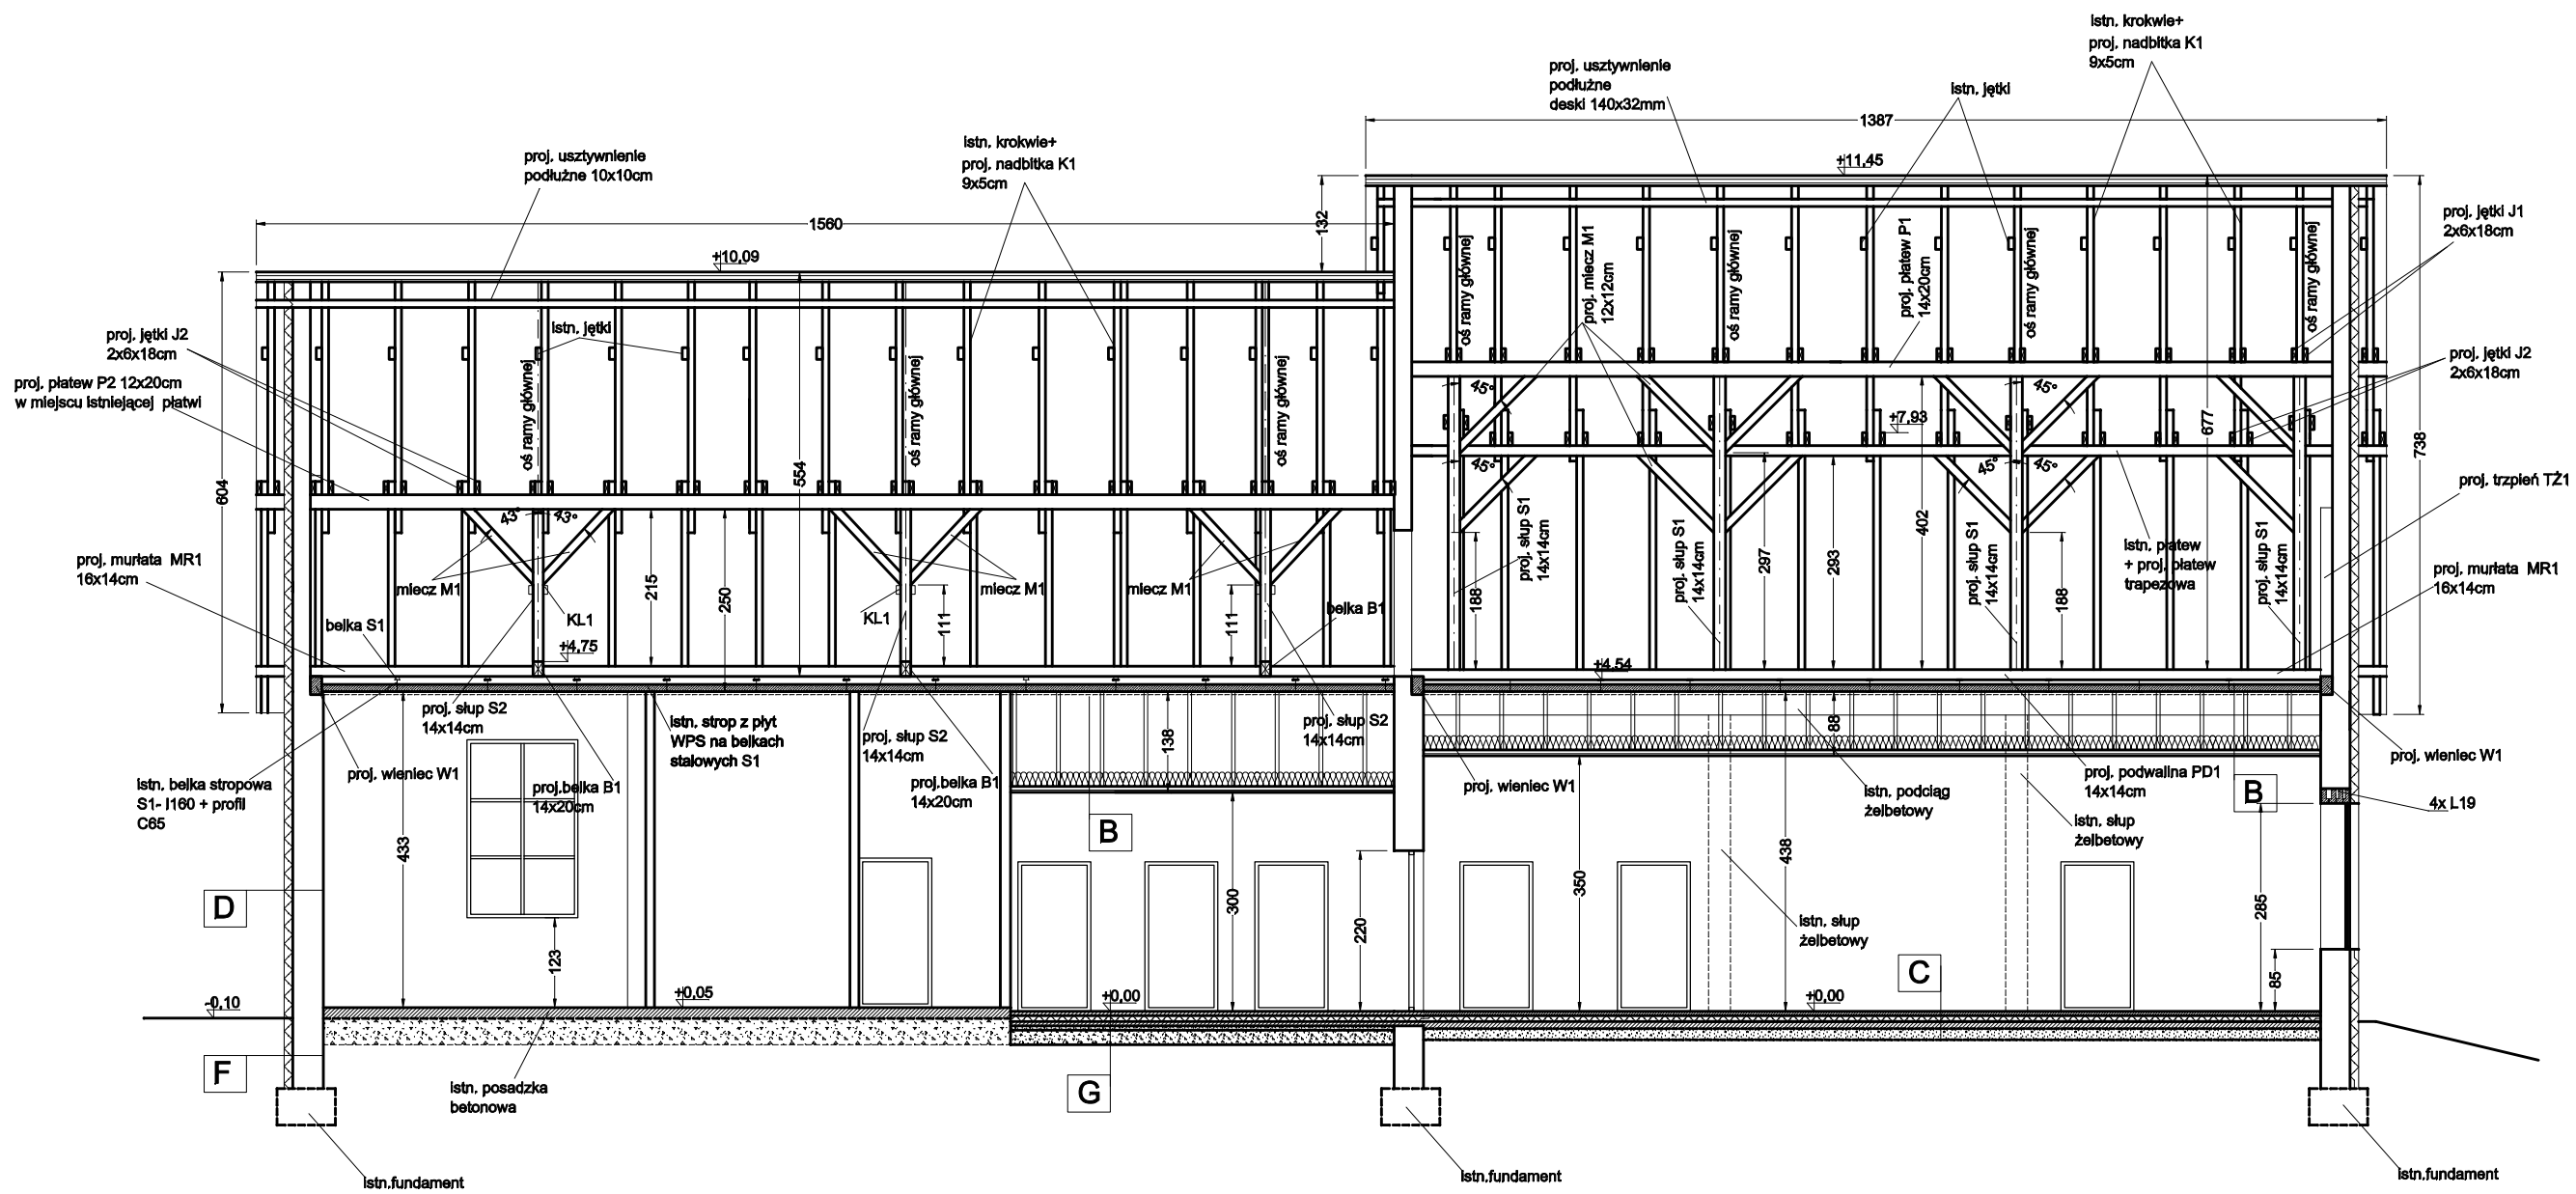 istn. krokwie+
proj. nadbitka K1
9x5cm
proj. usztywnienie
podłużne
deski 140x32mm
istn. jętki
1387
istn. krokwie+
proj. nadbitka K1
9x5cm
proj. usztywnienie
podłużne 10x10cm
+11,45
132
1560
proj. jętki J1
2x6x18cm
+10,09
oś ramy głównej
proj. miecz M1
12x12cm
oś ramy głównej
proj. płatew P1
14x20cm
oś ramy głównej
oś ramy głównej
proj. jętki J2
2x6x18cm
istn. jętki
proj. płatew P2 12x20cm
w miejscu istniejącej płatwi
oś ramy głównej
oś ramy głównej
oś ramy głównej
proj. jętki J2
2x6x18cm
45°
45°
+7,93
677
738
604
554
45°
45°
45°
proj. trzpień TŻ1
43°
43°
proj. murłata MR1
16x14cm
miecz M1
miecz M1
miecz M1
215
250
KL1
KL1
111
111
belka B1
belka S1
+4,75
188
proj. słup S1
14x14cm
proj. słup S1
14x14cm
297
293
402
proj. słup S1
14x14cm
188
istn. płatew
+ proj. płatew
trapezowa
proj. słup S1
14x14cm
proj. murłata MR1
16x14cm
+4,54
proj. słup S2
14x14cm
istn. strop z płyt
WPS na belkach
stalowych S1
proj. słup S2
14x14cm
138
proj. słup S2
14x14cm
88
istn. belka stropowa
S1- I160 + profil
C65
proj. wieniec W1
proj.belka B1
14x20cm
proj.belka B1
14x20cm
proj. wieniec W1
istn. podciąg
żelbetowy
proj. podwalina PD1
14x14cm
proj. wieniec W1
B
4x L19
B
istn. słup
żelbetowy
433
438
350
300
285
220
D
istn. słup
żelbetowy
123
C
85
-0,10
+0,05
+0,00
+0,00
F
istn. posadzka
betonowa
G
istn.fundament
istn.fundament
istn.fundament